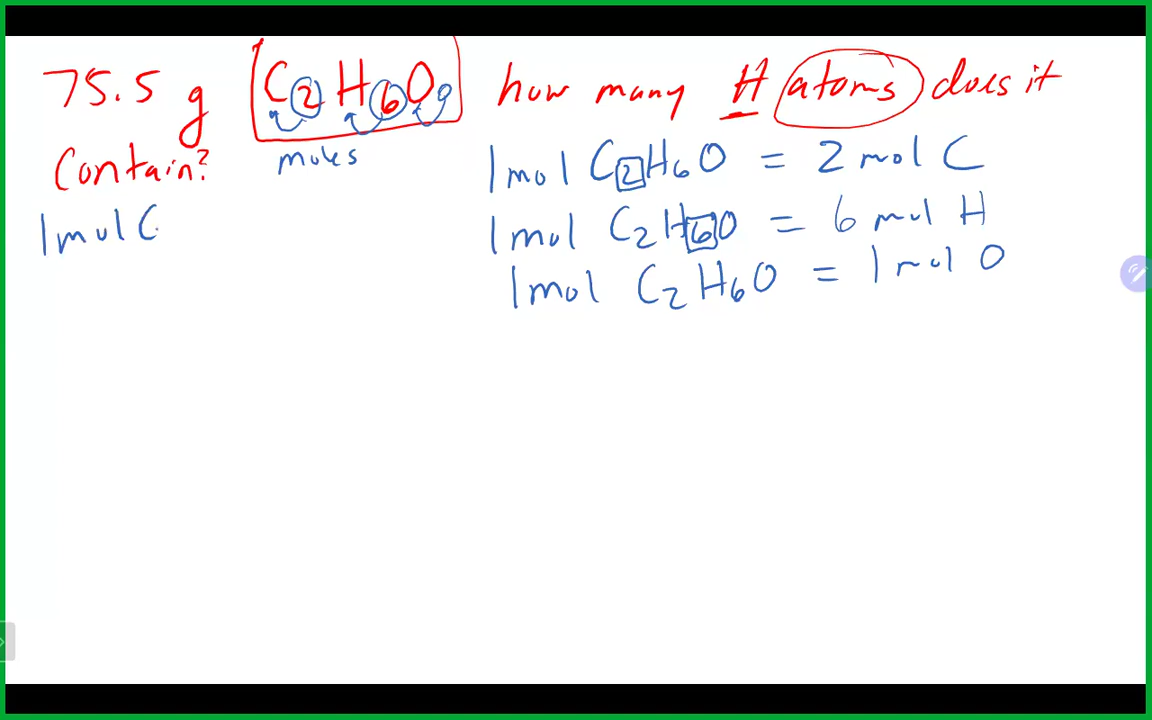 75.5 g C2H6O how many H atoms does it
contain?
moles
1 mol C
1 mol C2H6O = 2 mol C
1 mol C2H6O = 6 mol H
1 mol C2H6O = 1 mol O